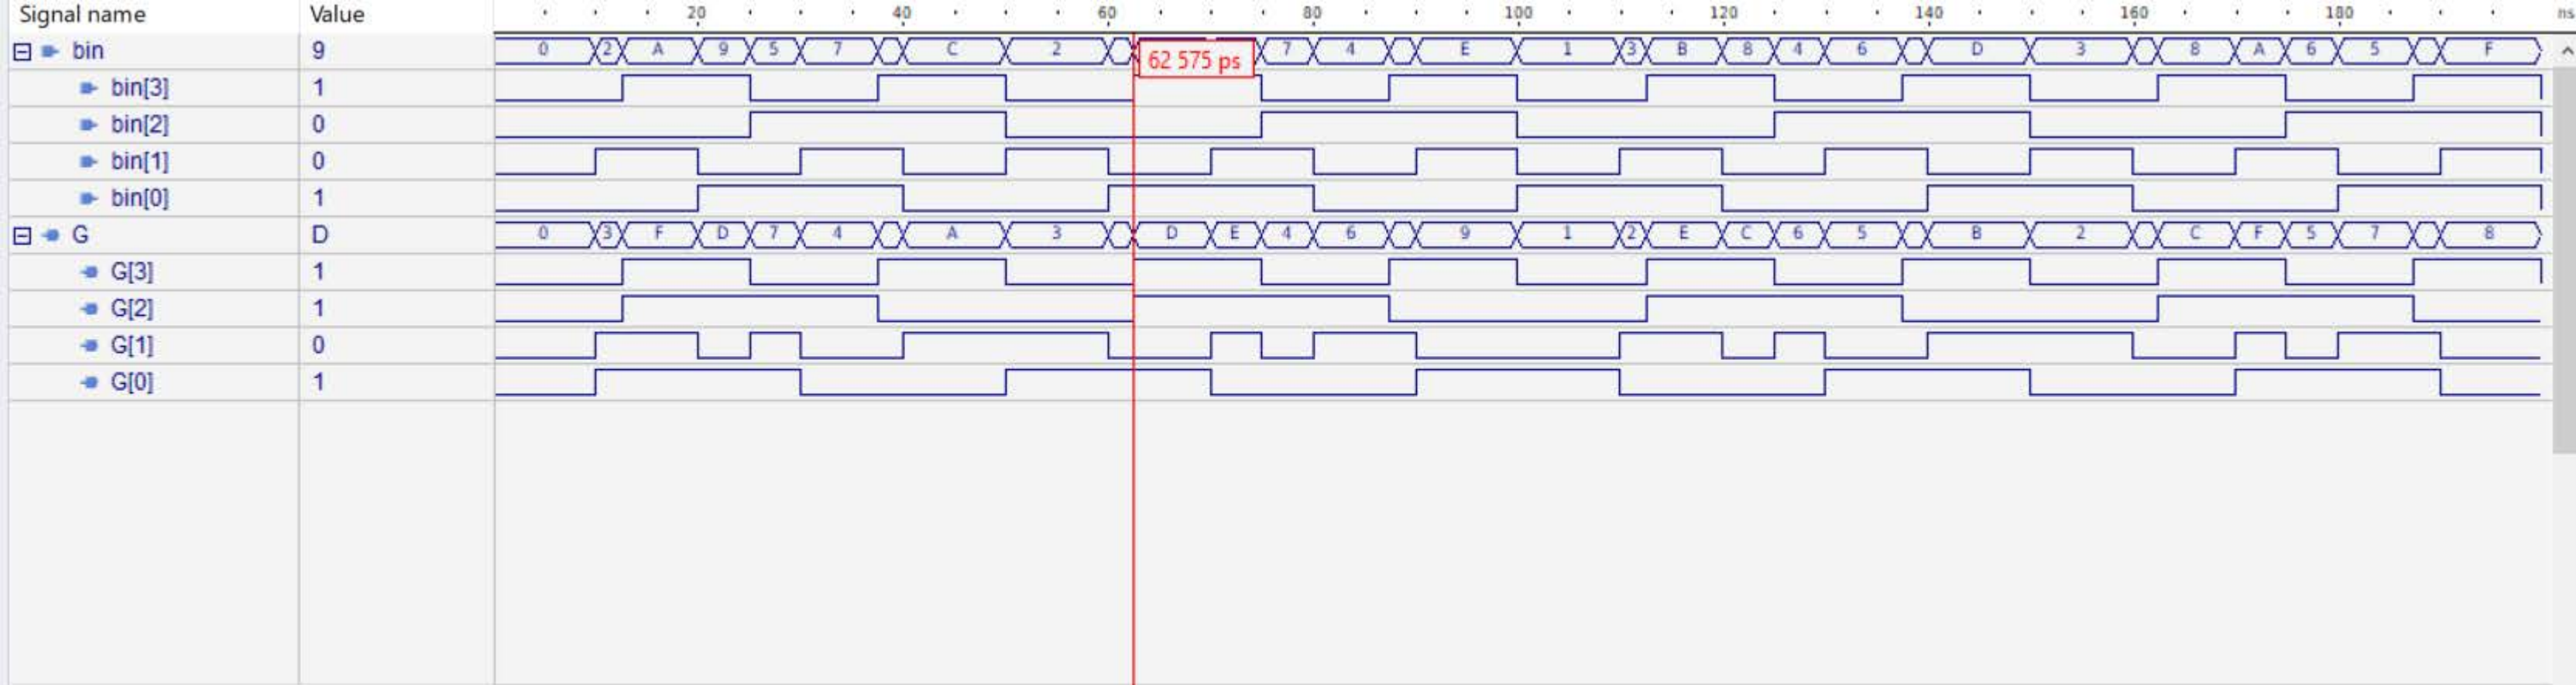 Signal name Value 20 40 60 80 100 120 140 160 180 ns
bin 9 0 2 A 9 5 7 C 2 7 4 E 1 3 B 8 4 6 D 3 8 A 6 5 F
62 575 ps
bin[3] 1
bin[2] 0
bin[1] 0
bin[0] 1
G D 0 3 F D 7 4 A 3 D E 4 6 9 1 2 E C 6 5 B 2 C F 5 7 8
G[3] 1
G[2] 1
G[1] 0
G[0] 1